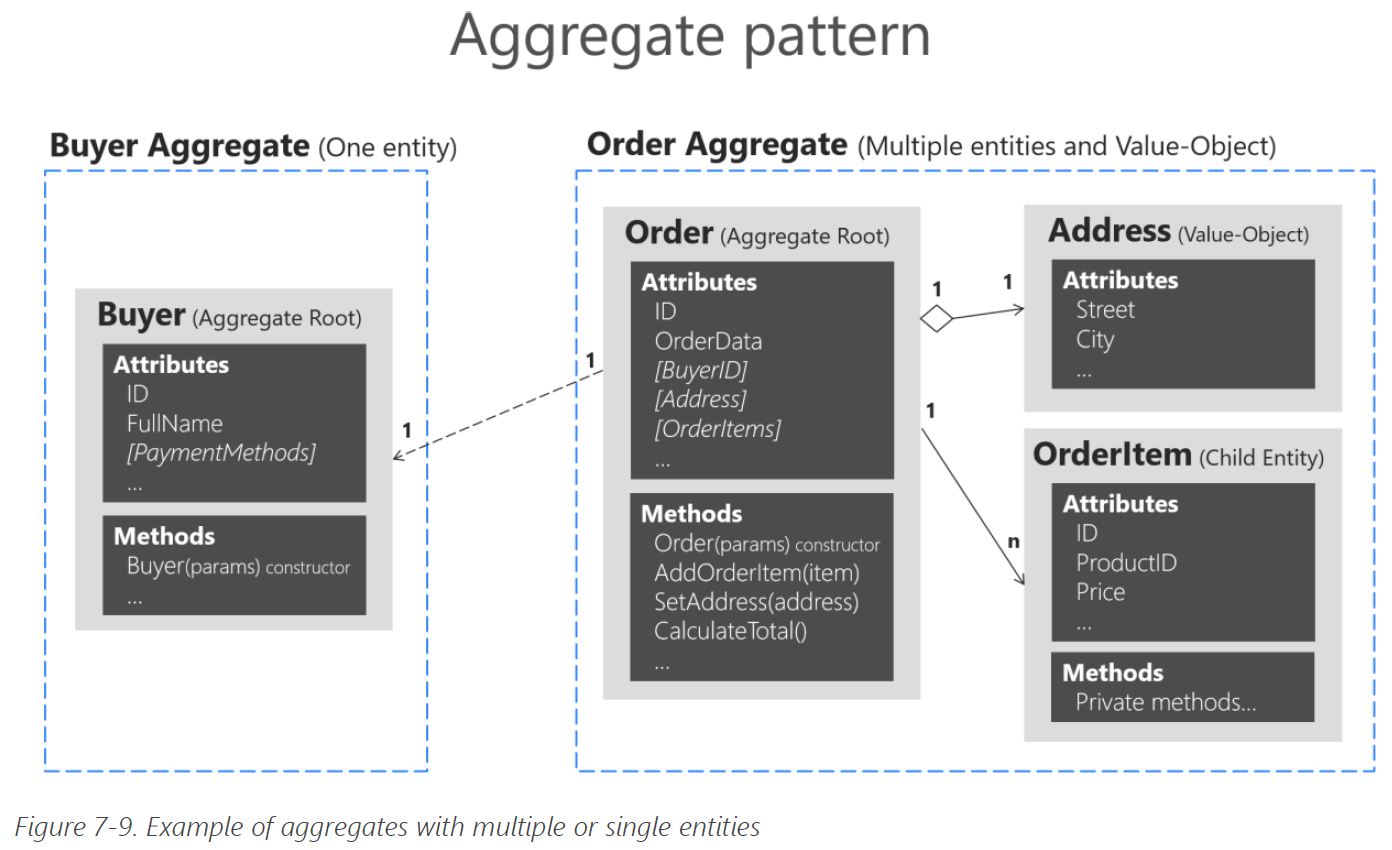 Aggregate pattern
Buyer Aggregate (One entity)
Buyer (Aggregate Root)
Attributes
ID
FullName
[PaymentMethods]
...
Methods
Buyer(params) constructor
...
1
1
Order Aggregate (Multiple entities and Value-Object)
Order (Aggregate Root)
Attributes
ID
OrderData
[BuyerID]
[Address]
[OrderItems]
...
Methods
Order(params) constructor
AddOrderItem(item)
SetAddress(address)
CalculateTotal()
...
1
1
1
n
Address (Value-Object)
Attributes
Street
City
...
OrderItem (Child Entity)
Attributes
ID
ProductID
Price
...
Methods
Private methods...
Figure 7-9. Example of aggregates with multiple or single entities